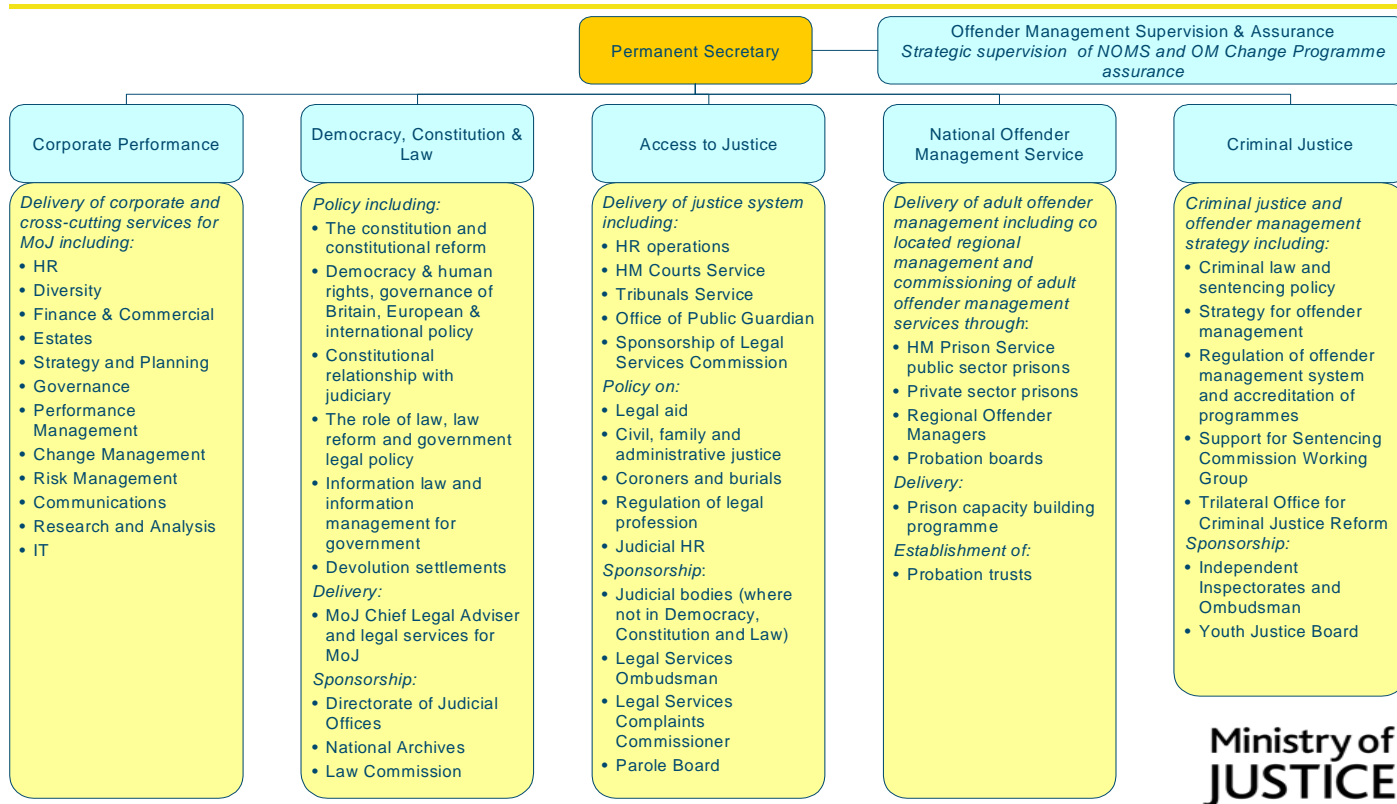 Permanent Secretary
Offender Management Supervision & Assurance
Strategic supervision of NOMS and OM Change Programme
assurance
Corporate Performance
Delivery of corporate and
cross-cutting services for
MoJ including:
• HR
• Diversity
• Finance & Commercial
• Estates
• Strategy and Planning
• Governance
• Performance
Management
• Change Management
• Risk Management
• Communications
• Research and Analysis
• IT
Democracy, Constitution &
Law
Policy including:
• The constitution and
constitutional reform
• Democracy & human
rights, governance of
Britain, European &
international policy
• Constitutional
relationship with
judiciary
• The role of law, law
reform and government
legal policy
• Information law and
information
management for
government
• Devolution settlements
Delivery:
• MoJ Chief Legal Adviser
and legal services for
MoJ
Sponsorship:
• Directorate of Judicial
Offices
• National Archives
• Law Commission
Access to Justice
Delivery of justice system
including:
• HR operations
• HM Courts Service
• Tribunals Service
• Office of Public Guardian
• Sponsorship of Legal
Services Commission
Policy on:
• Legal aid
• Civil, family and
administrative justice
• Coroners and burials
• Regulation of legal
profession
• Judicial HR
Sponsorship:
• Judicial bodies (where
not in Democracy,
Constitution and Law)
• Legal Services
Ombudsman
• Legal Services
Complaints
Commissioner
• Parole Board
National Offender
Management Service
Delivery of adult offender
management including co
located regional
management and
commissioning of adult
offender management
services through:
• HM Prison Service
public sector prisons
• Private sector prisons
• Regional Offender
Managers
• Probation boards
Delivery:
• Prison capacity building
programme
Establishment of:
• Probation trusts
Criminal Justice
Criminal justice and
offender management
strategy including:
• Criminal law and
sentencing policy
• Strategy for offender
management
• Regulation of offender
management system
and accreditation of
programmes
• Support for Sentencing
Commission Working
Group
• Trilateral Office for
Criminal Justice Reform
Sponsorship:
• Independent
Inspectorates and
Ombudsman
• Youth Justice Board
Ministry of
JUSTICE